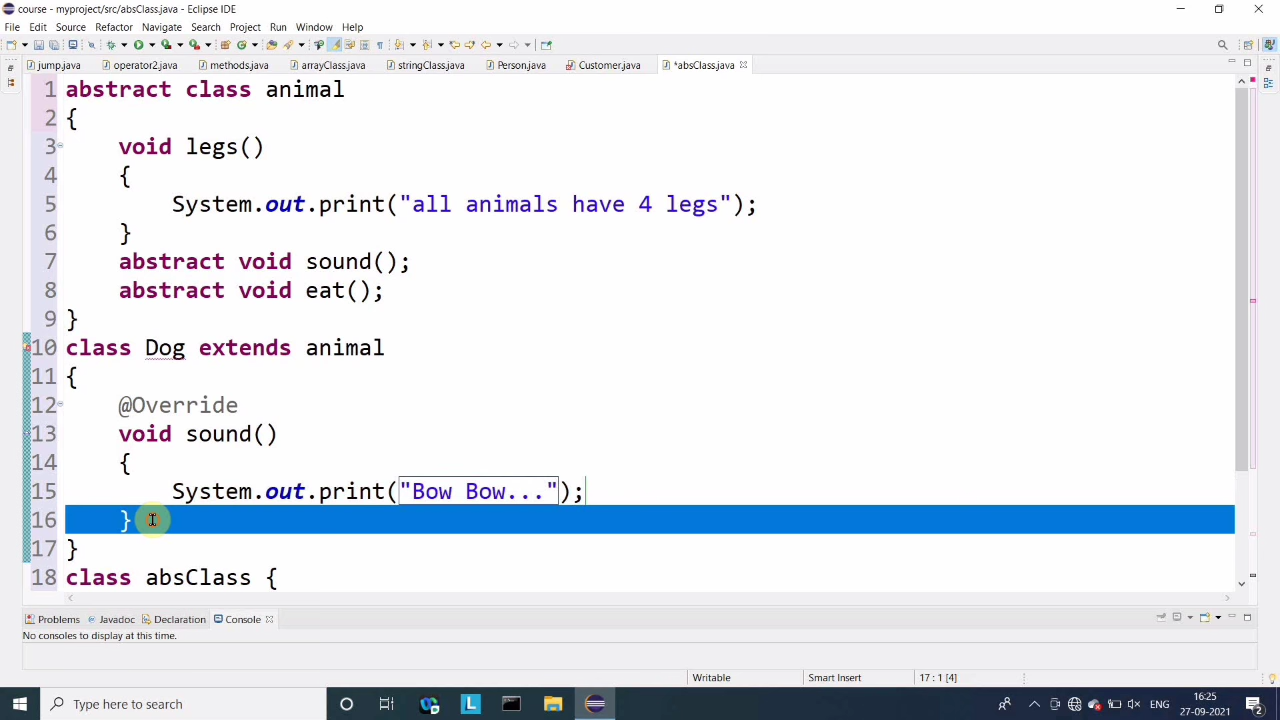 course - myproject/src/absClass.java - Eclipse IDE
File Edit Source Refactor Navigate Search Project Run Window Help
jump.java operator2.java methods.java arrayClass.java stringClass.java Person.java Customer.java *absClass.java
1 abstract class animal
2 {
3 void legs()
4 {
5 System.out.print("all animals have 4 legs");
6 }
7 abstract void sound();
8 abstract void eat();
9 }
10 class Dog extends animal
11 {
12 @Override
13 void sound()
14 {
15 System.out.print("Bow Bow...");
16 }
17 }
18 class absClass {
Problems Javadoc Declaration Console
No consoles to display at this time.
Writable Smart Insert 17 : 1 [4]
Type here to search L ENG 16:25
27-09-2021 2